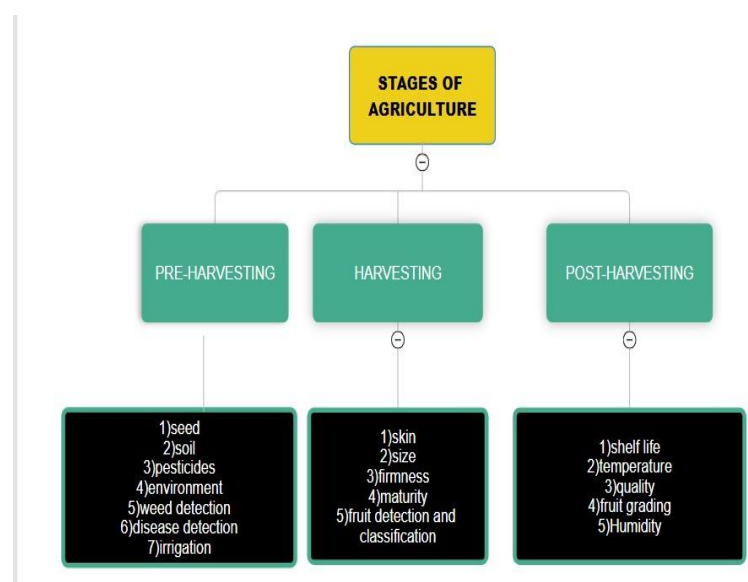 STAGES OF
AGRICULTURE
PRE-HARVESTING
HARVESTING
POST-HARVESTING
1)seed
2)soil
3)pesticides
4)environment
5)weed detection
6)disease detection
7)irrigation
1)skin
2)size
3)firmness
4)maturity
5)fruit detection and
classification
1)shelf life
2)temperature
3)quality
4)fruit grading
5)Humidity